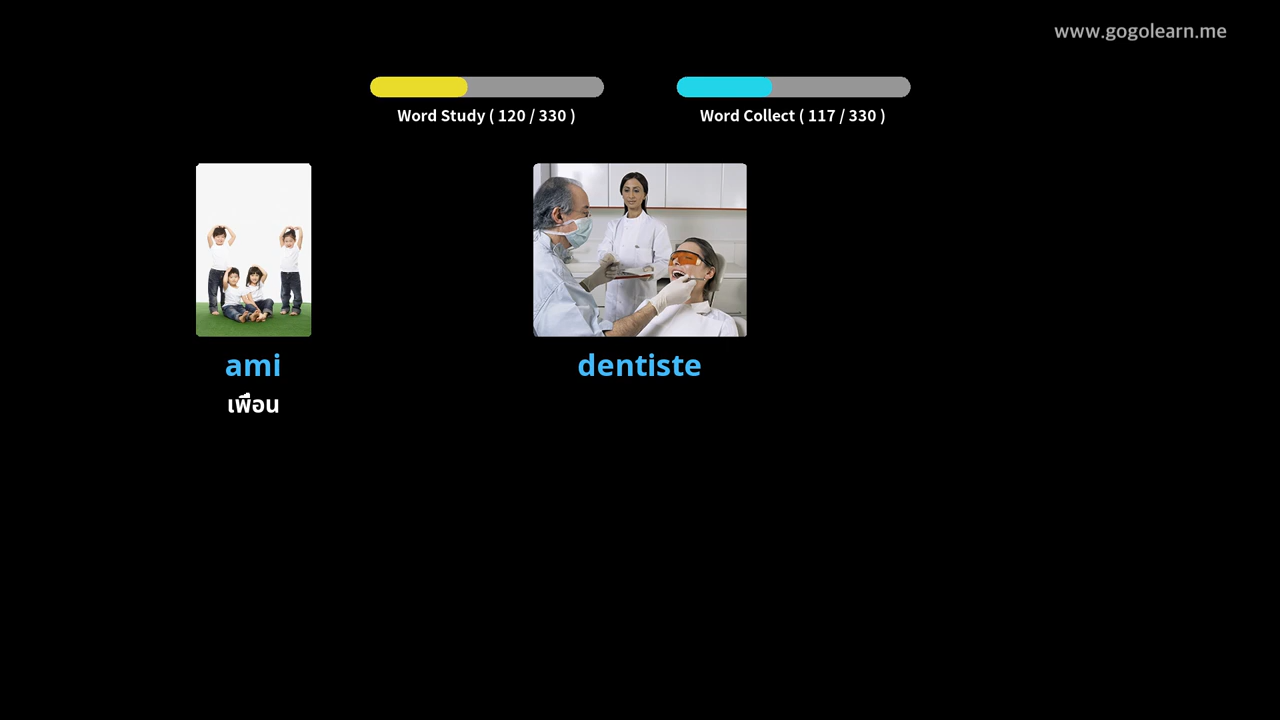 www.gogolearn.me
Word Study ( 120 / 330 )
Word Collect ( 117 / 330 )
ami
เพื่อน
dentiste